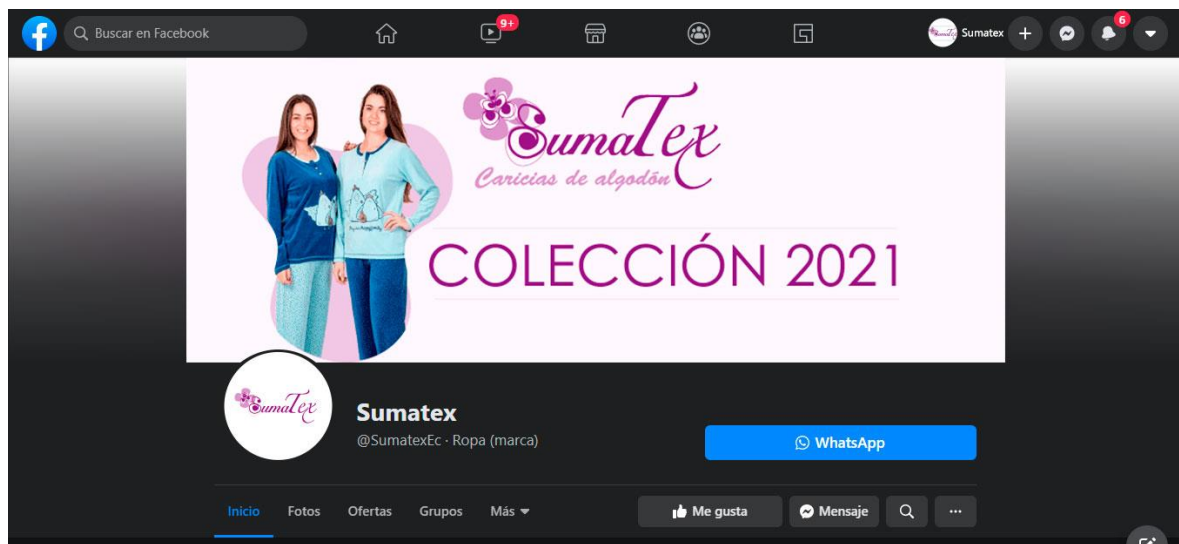 Buscar en Facebook
9+
Sumatex
6
SumaTex
Caricias de algodón
COLECCIÓN 2021
SumaTex
Sumatex
@SumatexEc · Ropa (marca)
WhatsApp
Inicio Fotos Ofertas Grupos Más
Me gusta Mensaje